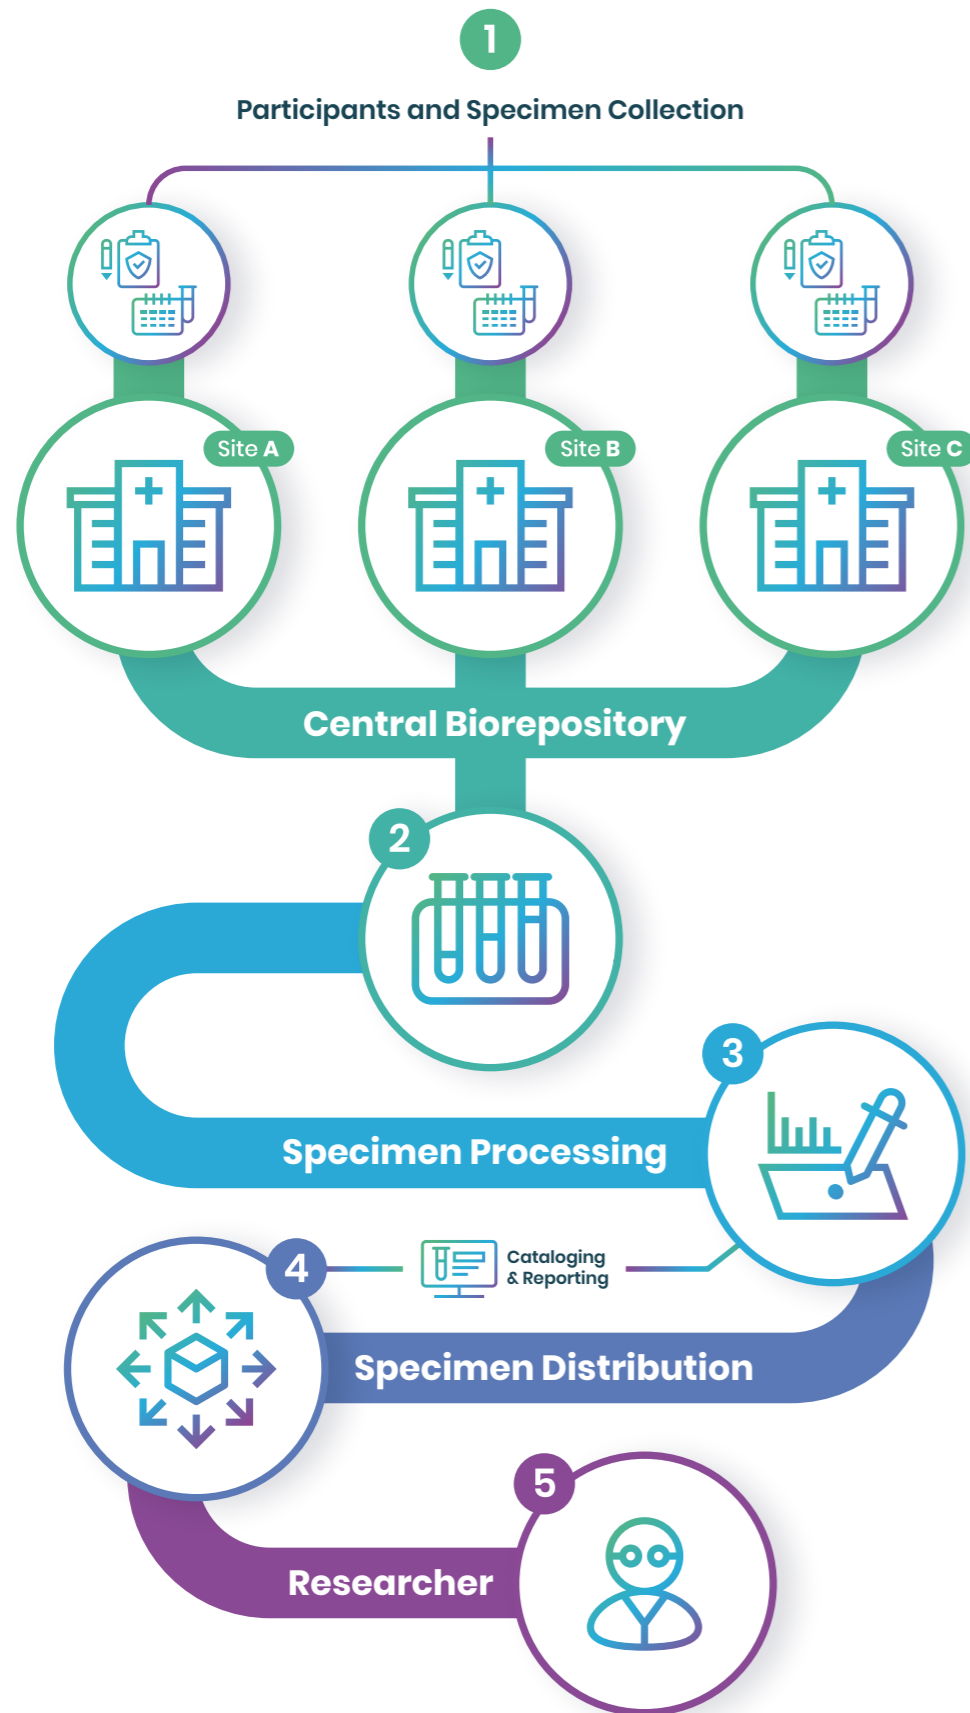 1
Participants and Specimen Collection
Site A
Site B
Site C
Central Biorepository
2
3
Specimen Processing
4
Cataloging
& Reporting
Specimen Distribution
5
Researcher